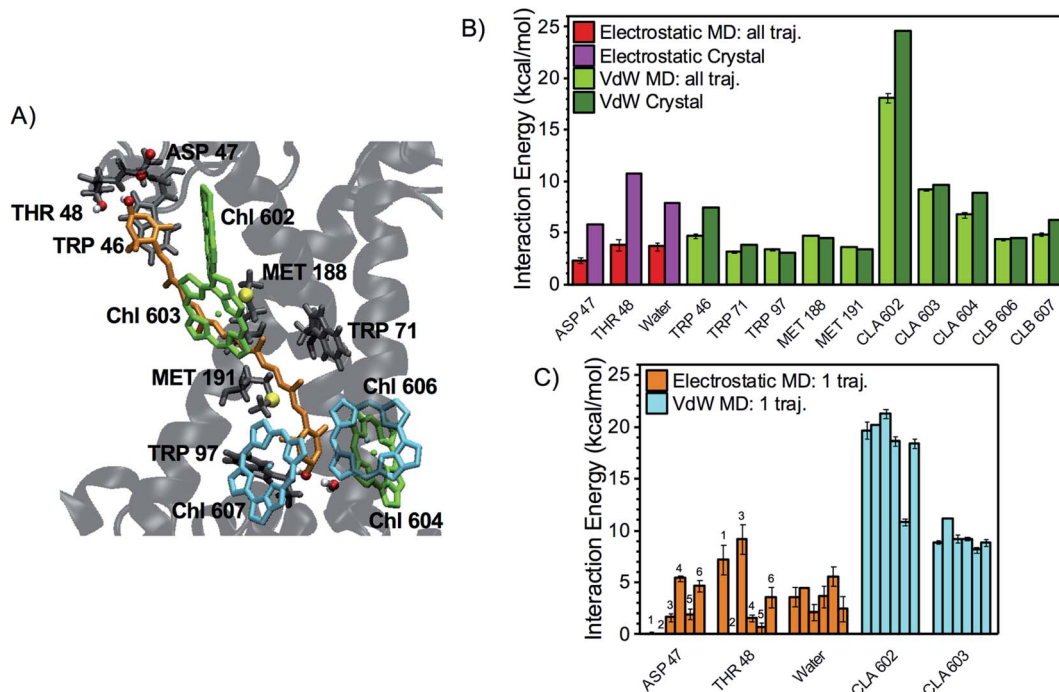 A)
ASP 47
THR 48
TRP 46
Chl 602
MET 188
Chl 603
TRP 71
MET 191
Chl 606
TRP 97
Chl 607
Chl 604
B)
Interaction Energy (kcal/mol)
25
20
15
10
5
0
Electrostatic MD: all traj.
Electrostatic Crystal
VdW MD: all traj.
VdW Crystal
ASP 47
THR 48
Water
TRP 46
TRP 71
TRP 97
MET 188
MET 191
CLA 602
CLA 603
CLA 604
CLB 606
CLB 607
C)
Interaction Energy (kcal/mol)
25
20
15
10
5
0
Electrostatic MD: 1 traj.
VdW MD: 1 traj.
1
2
3
4
5
6
1
2
3
4
5
6
ASP 47
THR 48
Water
CLA 602
CLA 603